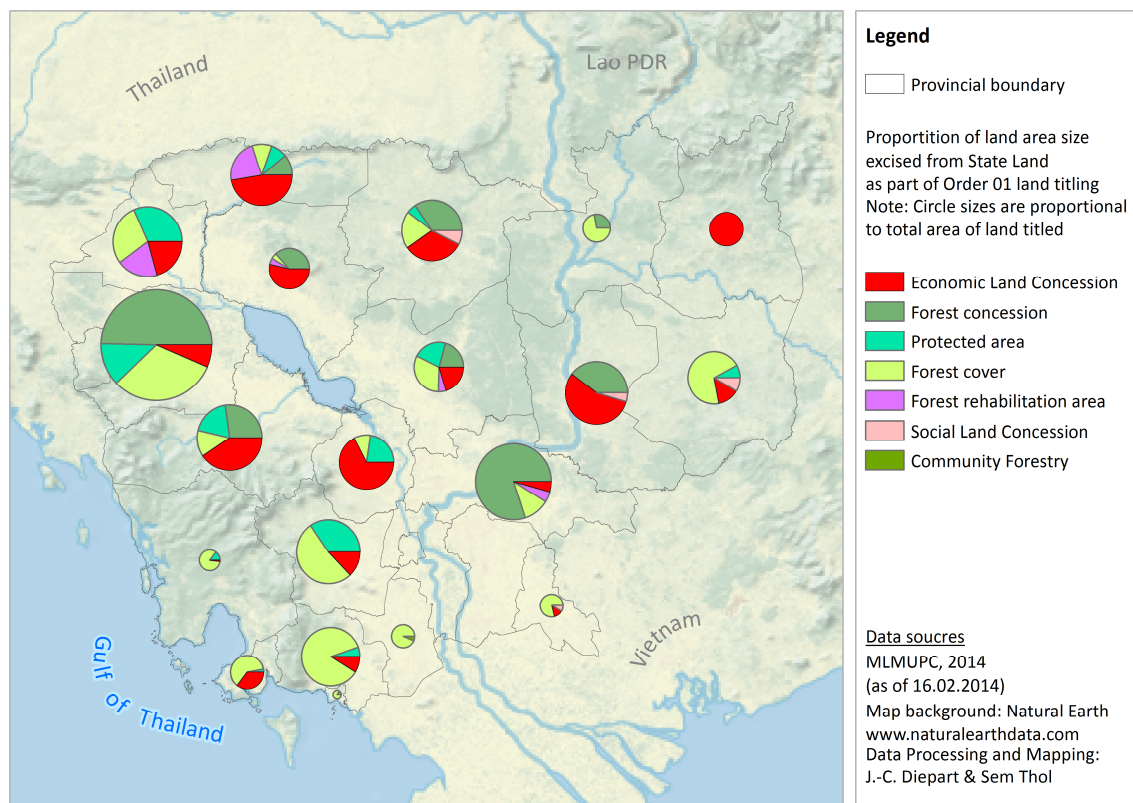 Thailand
Lao PDR
Vietnam
Gulf of Thailand
Legend
Provincial boundary
Proportition of land area size
excised from State Land
as part of Order 01 land titling
Note: Circle sizes are proportional
to total area of land titled
Economic Land Concession
Forest concession
Protected area
Forest cover
Forest rehabilitation area
Social Land Concession
Community Forestry
Data soucres
MLMUPC, 2014
(as of 16.02.2014)
Map background: Natural Earth
www.naturalearthdata.com
Data Processing and Mapping:
J.-C. Diepart & Sem Thol